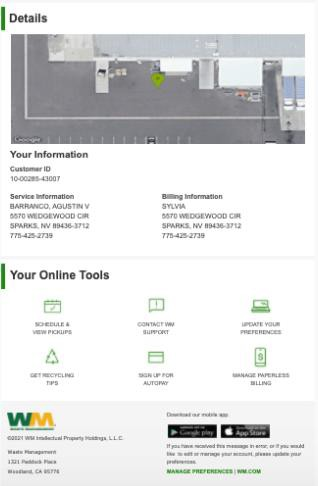 Details
Google
Your Information
Customer ID
10-00285-43007
Service Information
BARRANCO, AGUSTIN V
5570 WEDGEWOOD CIR
SPARKS, NV 89436-3712
775-425-2739
Billing Information
SYLVIA
5570 WEDGEWOOD CIR
SPARKS, NV 89436-3712
775-425-2739
Your Online Tools
SCHEDULE &
VIEW PICKUPS
CONTACT WM
SUPPORT
UPDATE YOUR
PREFERENCES
GET RECYCLING
TIPS
SIGN UP FOR
AUTOPAY
MANAGE PAPERLESS
BILLING
WM
WASTE MANAGEMENT
©2021 WM Intellectual Property Holdings, L.L.C.
Waste Management
1321 Paddock Place
Woodland, CA 95776
Download our mobile app.
Google play
App Store
If you have received this message in error, or if you would
like to edit or manage your account, please update your
preferences.
MANAGE PREFERENCES | WM.COM